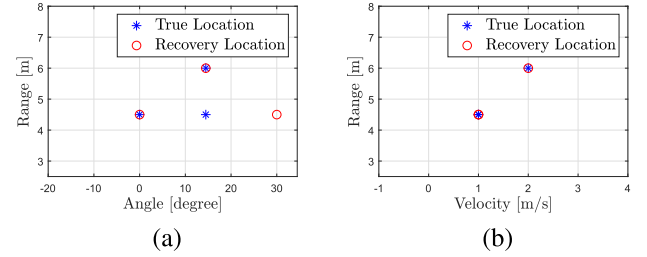 True Location
Recovery Location
Range [m]
8
7
6
5
4
3
-20
-10
0
10
20
30
Angle [degree]
(a)
True Location
Recovery Location
Range [m]
8
7
6
5
4
3
-1
0
1
2
3
4
Velocity [m/s]
(b)